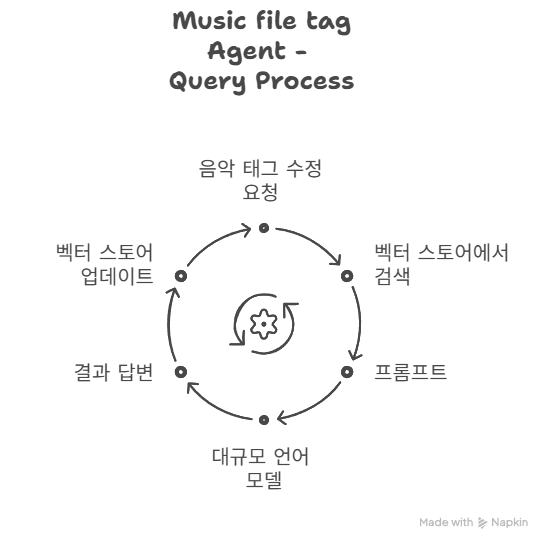 Music file tag
Agent -
Query Process
음악 태그 수정
요청
벡터 스토어에서
검색
프롬프트
대규모 언어
모델
결과 답변
벡터 스토어
업데이트
Made with Napkin